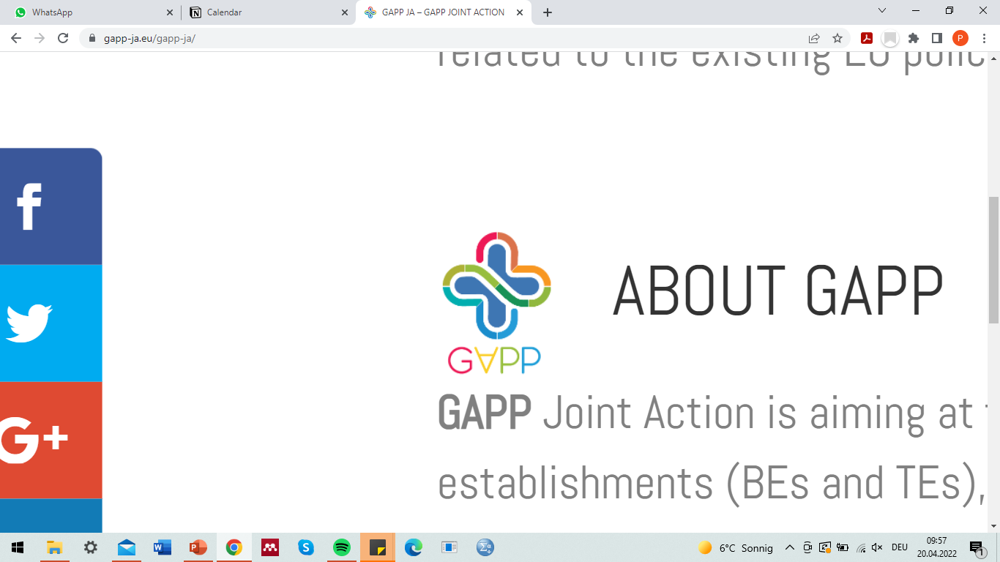 WhatsApp
Calendar
GAPP JA – GAPP JOINT ACTION
gapp-ja.eu/gapp-ja/
P
related to the existing EU polic
ABOUT GAPP
G∀PP
GAPP Joint Action is aiming at
establishments (BEs and TEs),
6°C Sonnig
DEU
09:57
20.04.2022
1